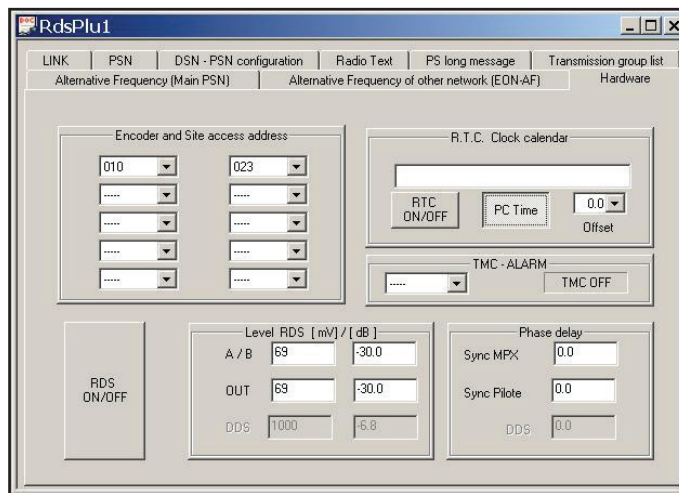 RdsPlu1
LINK PSN DSN - PSN configuration Radio Text PS long message Transmission group list
Alternative Frequency (Main PSN) Alternative Frequency of other network (EON-AF) Hardware
Encoder and Site access address
010 023
----- -----
----- -----
----- -----
----- -----
R.T.C. Clock calendar
RTC ON/OFF PC Time 0.0
Offset
TMC - ALARM
----- TMC OFF
RDS
ON/OFF
Level RDS [ mV] / [ dB ]
A / B 69 -30.0
OUT 69 -30.0
DDS 1000 -6.8
Phase delay
Sync MPX 0.0
Sync Pilote 0.0
DDS 0.0